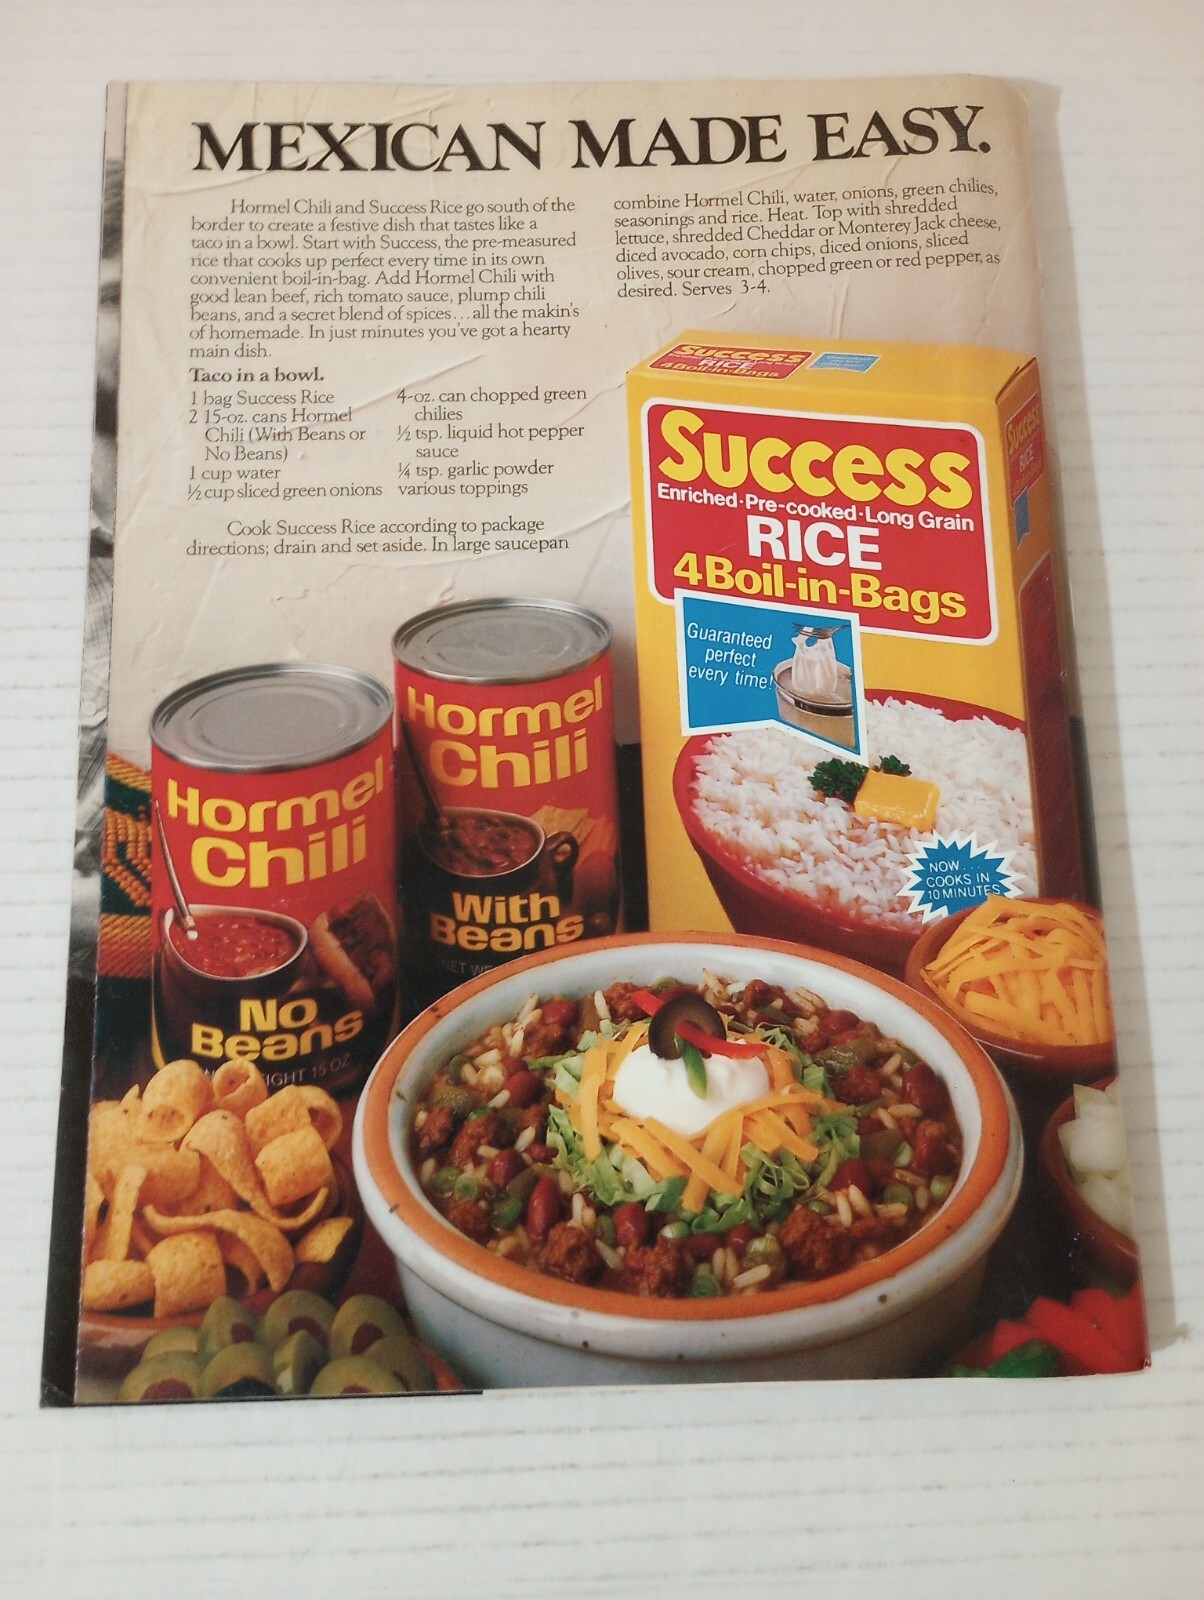 MEXICAN MADE EASY.
Hormel Chili and Success Rice go south of the
border to create a festive dish that tastes like a
taco in a bowl. Start with Success, the pre-measured
rice that cooks up perfect every time in its own
convenient boil-in-bag. Add Hormel Chili with
good lean beef, rich tomato sauce, plump chili
beans, and a secret blend of spices...all the makin's
of homemade. In just minutes you've got a hearty
main dish.
Taco in a bowl.
1 bag Success Rice
2 15-oz. cans Hormel
Chili (With Beans or
No Beans)
1 cup water
½ cup sliced green onions
4-oz. can chopped green
chilies
½ tsp. liquid hot pepper
sauce
¼ tsp. garlic powder
various toppings
Cook Success Rice according to package
directions; drain and set aside. In large saucepan
combine Hormel Chili, water, onions, green chilies,
seasonings and rice. Heat. Top with shredded
lettuce, shredded Cheddar or Monterey Jack cheese,
diced avocado, corn chips, diced onions, sliced
olives, sour cream, chopped green or red pepper, as
desired. Serves 3-4.
Success
RICE
4 Boil-in-Bags
Success
Enriched·Pre-cooked·Long Grain
RICE
4 Boil-in-Bags
Guaranteed
perfect
every time!
NOW...
COOKS IN
10 MINUTES
Success
RICE
Hormel
Chili
With
Beans
NET WE
Hormel
Chili
No
Beans
IGHT 15 OZ.